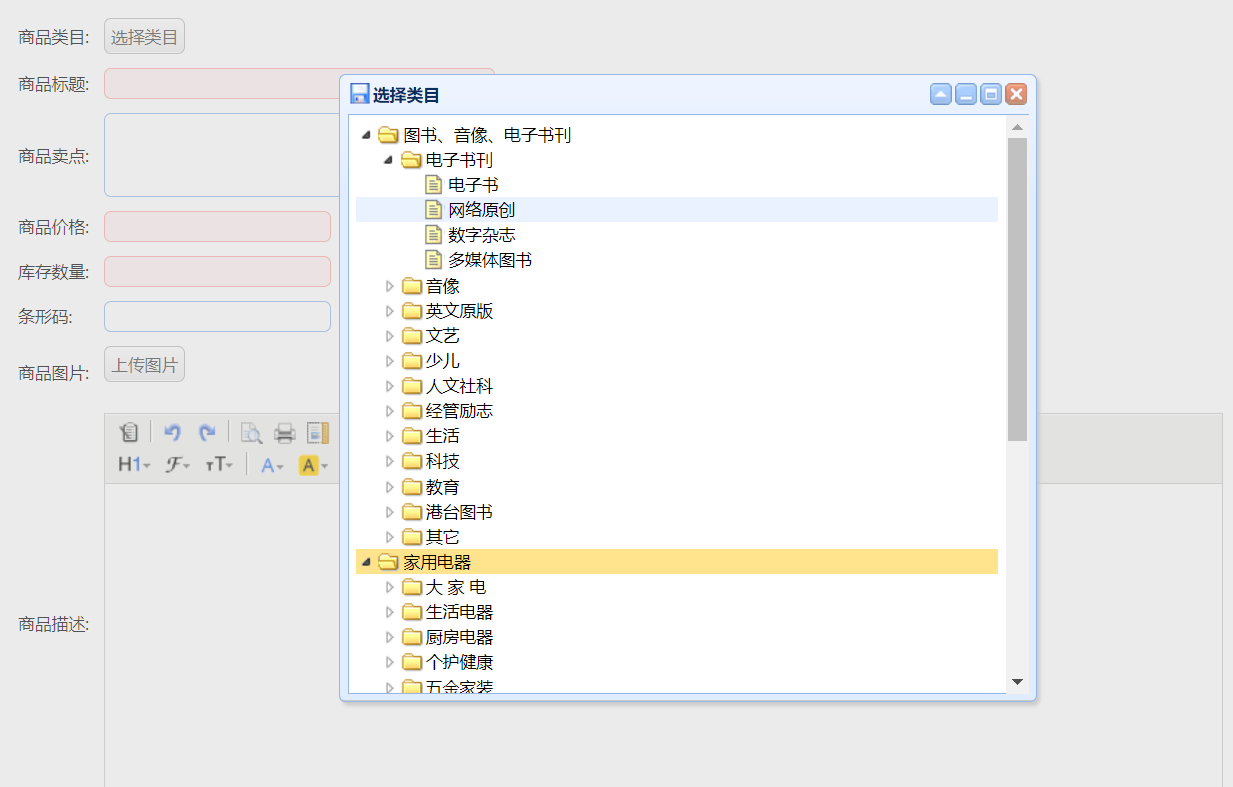 商品类目: 选择类目
商品标题:
商品卖点:
商品价格:
库存数量:
条形码:
商品图片: 上传图片
H1 F тT A A
商品描述:
选择类目
图书、音像、电子书刊
电子书刊
电子书
网络原创
数字杂志
多媒体图书
音像
英文原版
文艺
少儿
人文社科
经管励志
生活
科技
教育
港台图书
其它
家用电器
大 家 电
生活电器
厨房电器
个护健康
五金家装